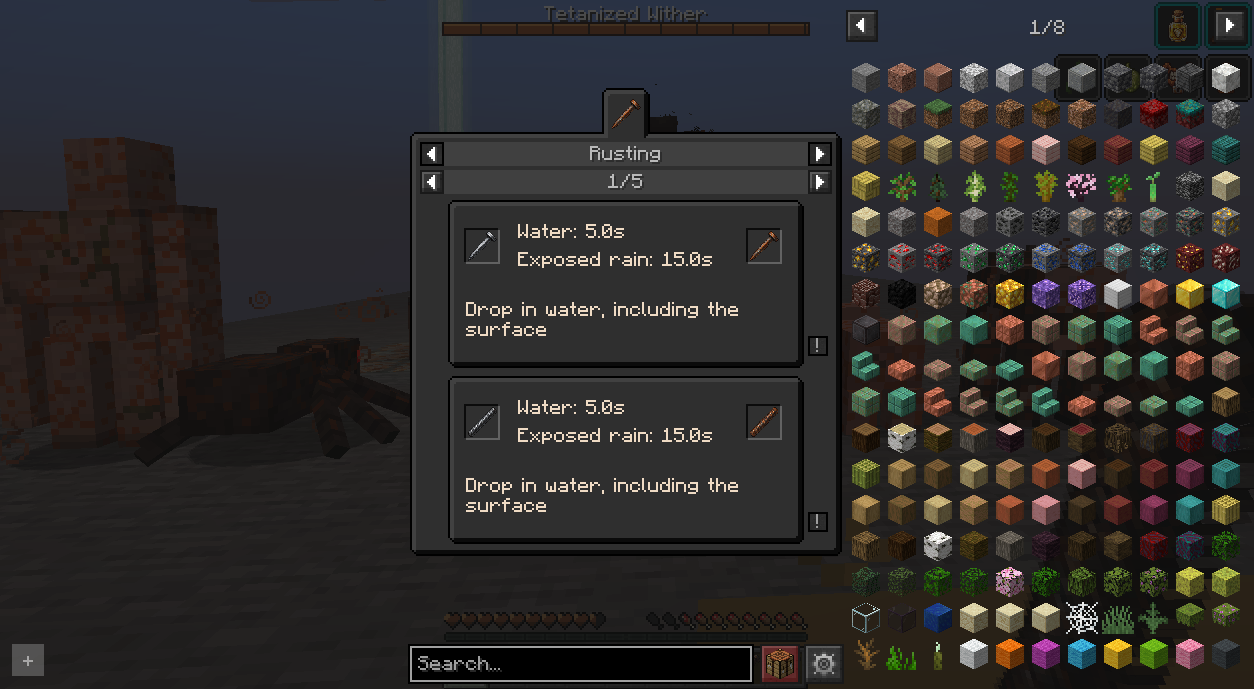 Tetanized Wither
1/8
Rusting
1/5
Water: 5.0s
Exposed rain: 15.0s
Drop in water, including the
surface
!
Water: 5.0s
Exposed rain: 15.0s
Drop in water, including the
surface
!
+
Search...